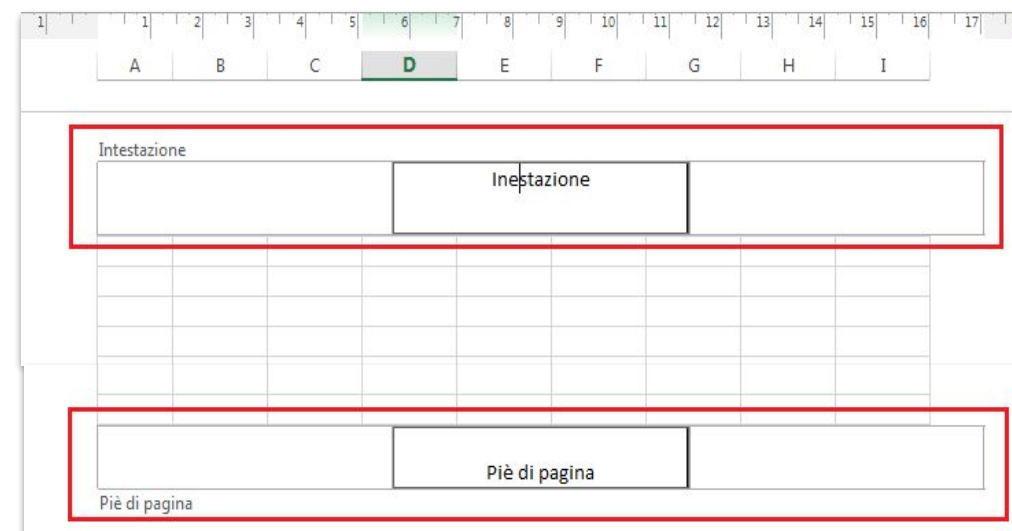 1 1 2 3 4 5 6 7 8 9 10 11 12 13 14 15 16 17
A B C D E F G H I
Intestazione
Inestazione
Piè di pagina
Piè di pagina